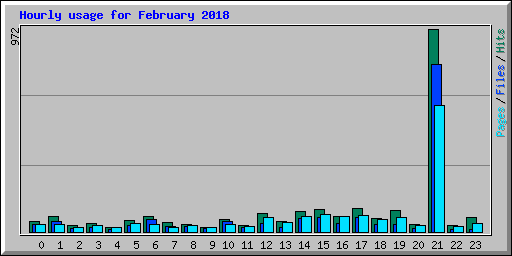 Hourly usage for February 2018
972
Pages/Files/Hits
0 1 2 3 4 5 6 7 8 9 10 11 12 13 14 15 16 17 18 19 20 21 22 23